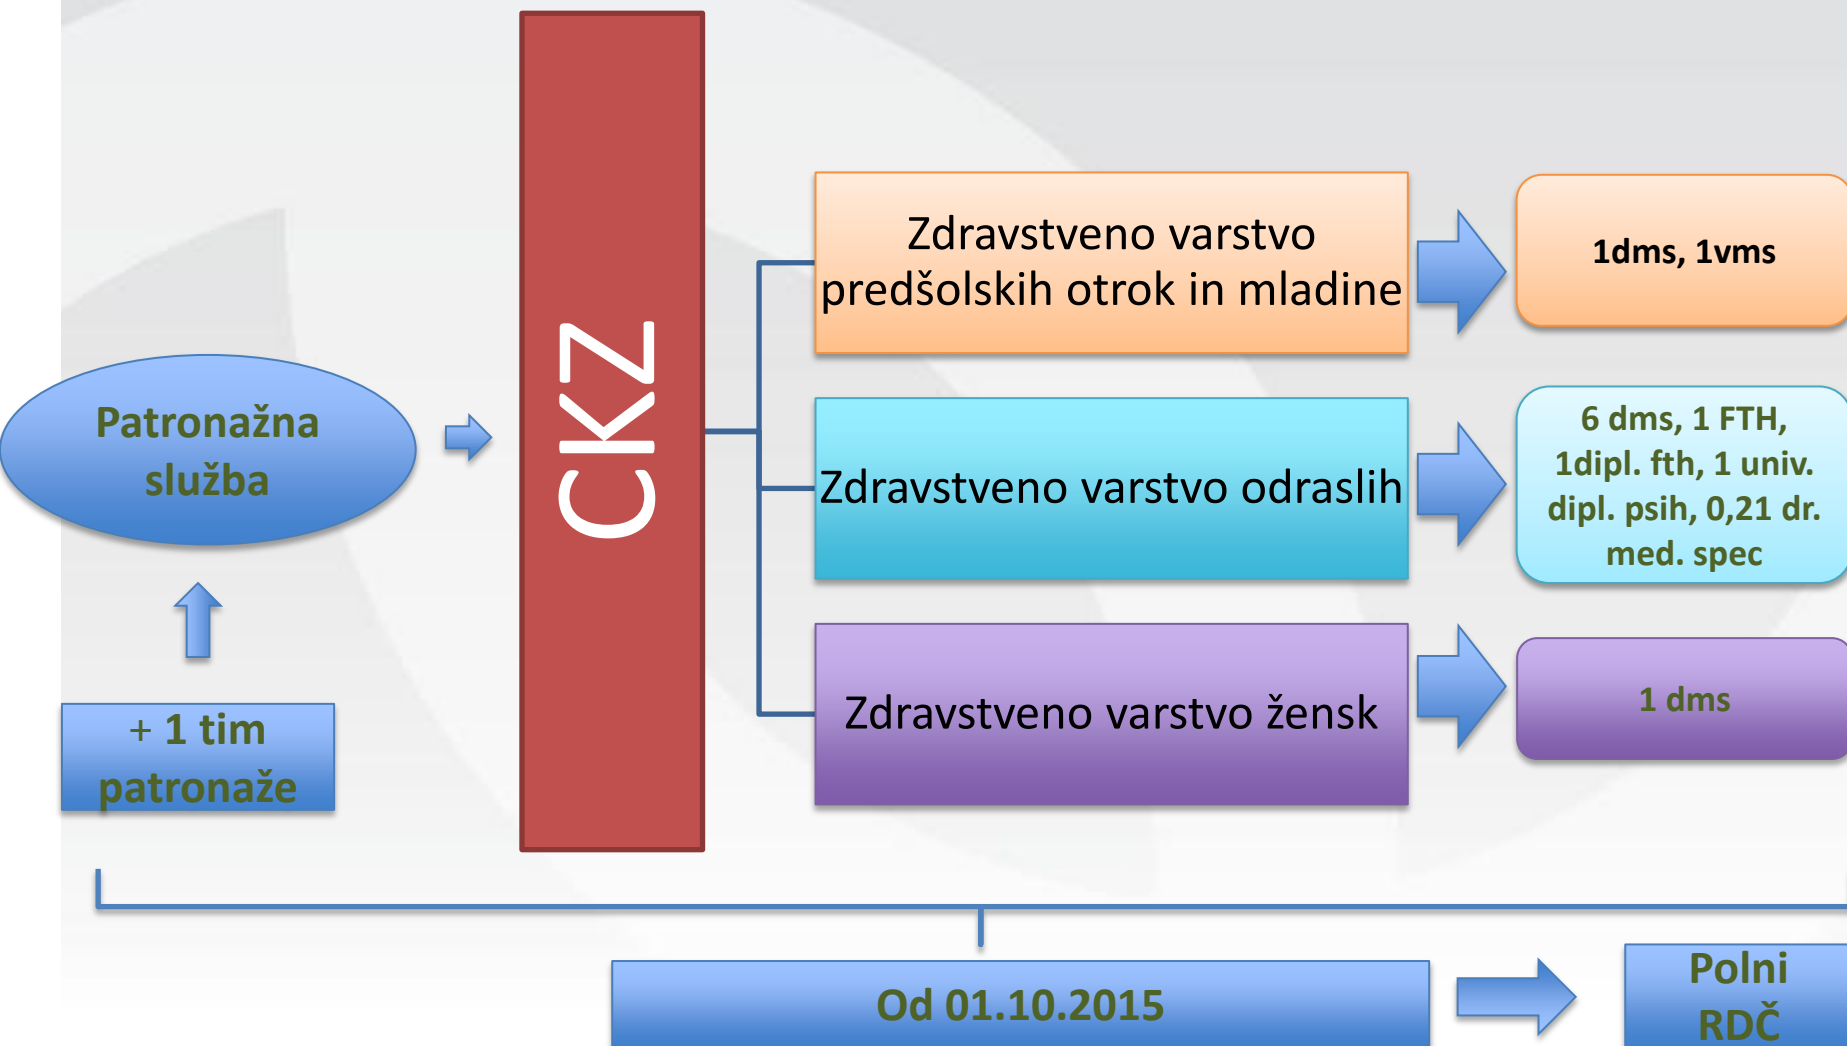 Patronažna
služba
+ 1 tim
patronaže
CKZ
Zdravstveno varstvo
predšolskih otrok in mladine
1dms, 1vms
Zdravstveno varstvo odraslih
6 dms, 1 FTH,
1dipl. fth, 1 univ.
dipl. psih, 0,21 dr.
med. spec
Zdravstveno varstvo žensk
1 dms
Od 01.10.2015
Polni
RDČ